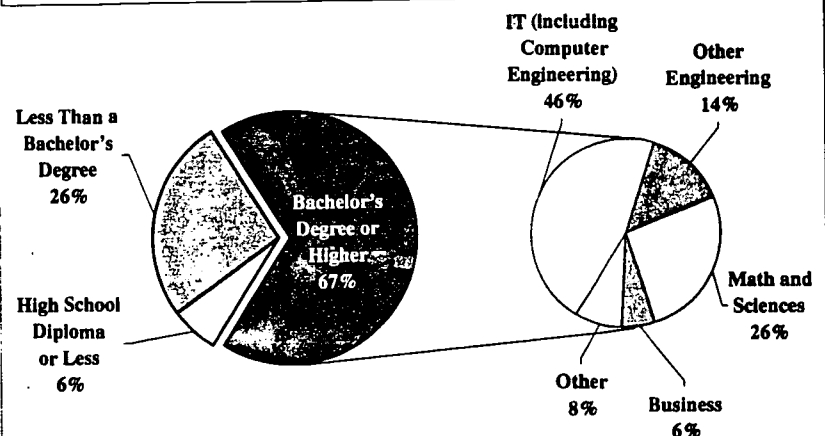 IT (Including
Computer
Engineering)
46%
Other
Engineering
14%
Less Than a
Bachelor's
Degree
26%
Bachelor's
Degree or
Higher
67%
High School
Diploma
or Less
6%
Math and
Sciences
26%
Other
8%
Business
6%